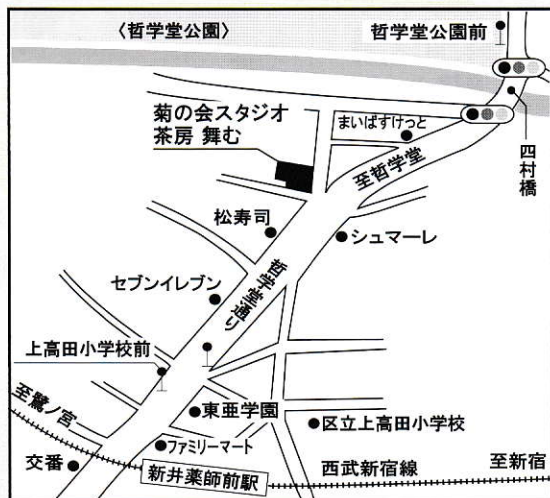 〈哲学堂公園〉
哲学堂公園前
菊の会スタジオ
茶房 舞む
まいばすけっと
四村橋
至哲学堂
松寿司
シュマーレ
哲学堂通り
セブンイレブン
上高田小学校前
至鷺ノ宮
東亜学園
区立上高田小学校
ファミリーマート
交番
新井薬師前駅
西武新宿線
至新宿